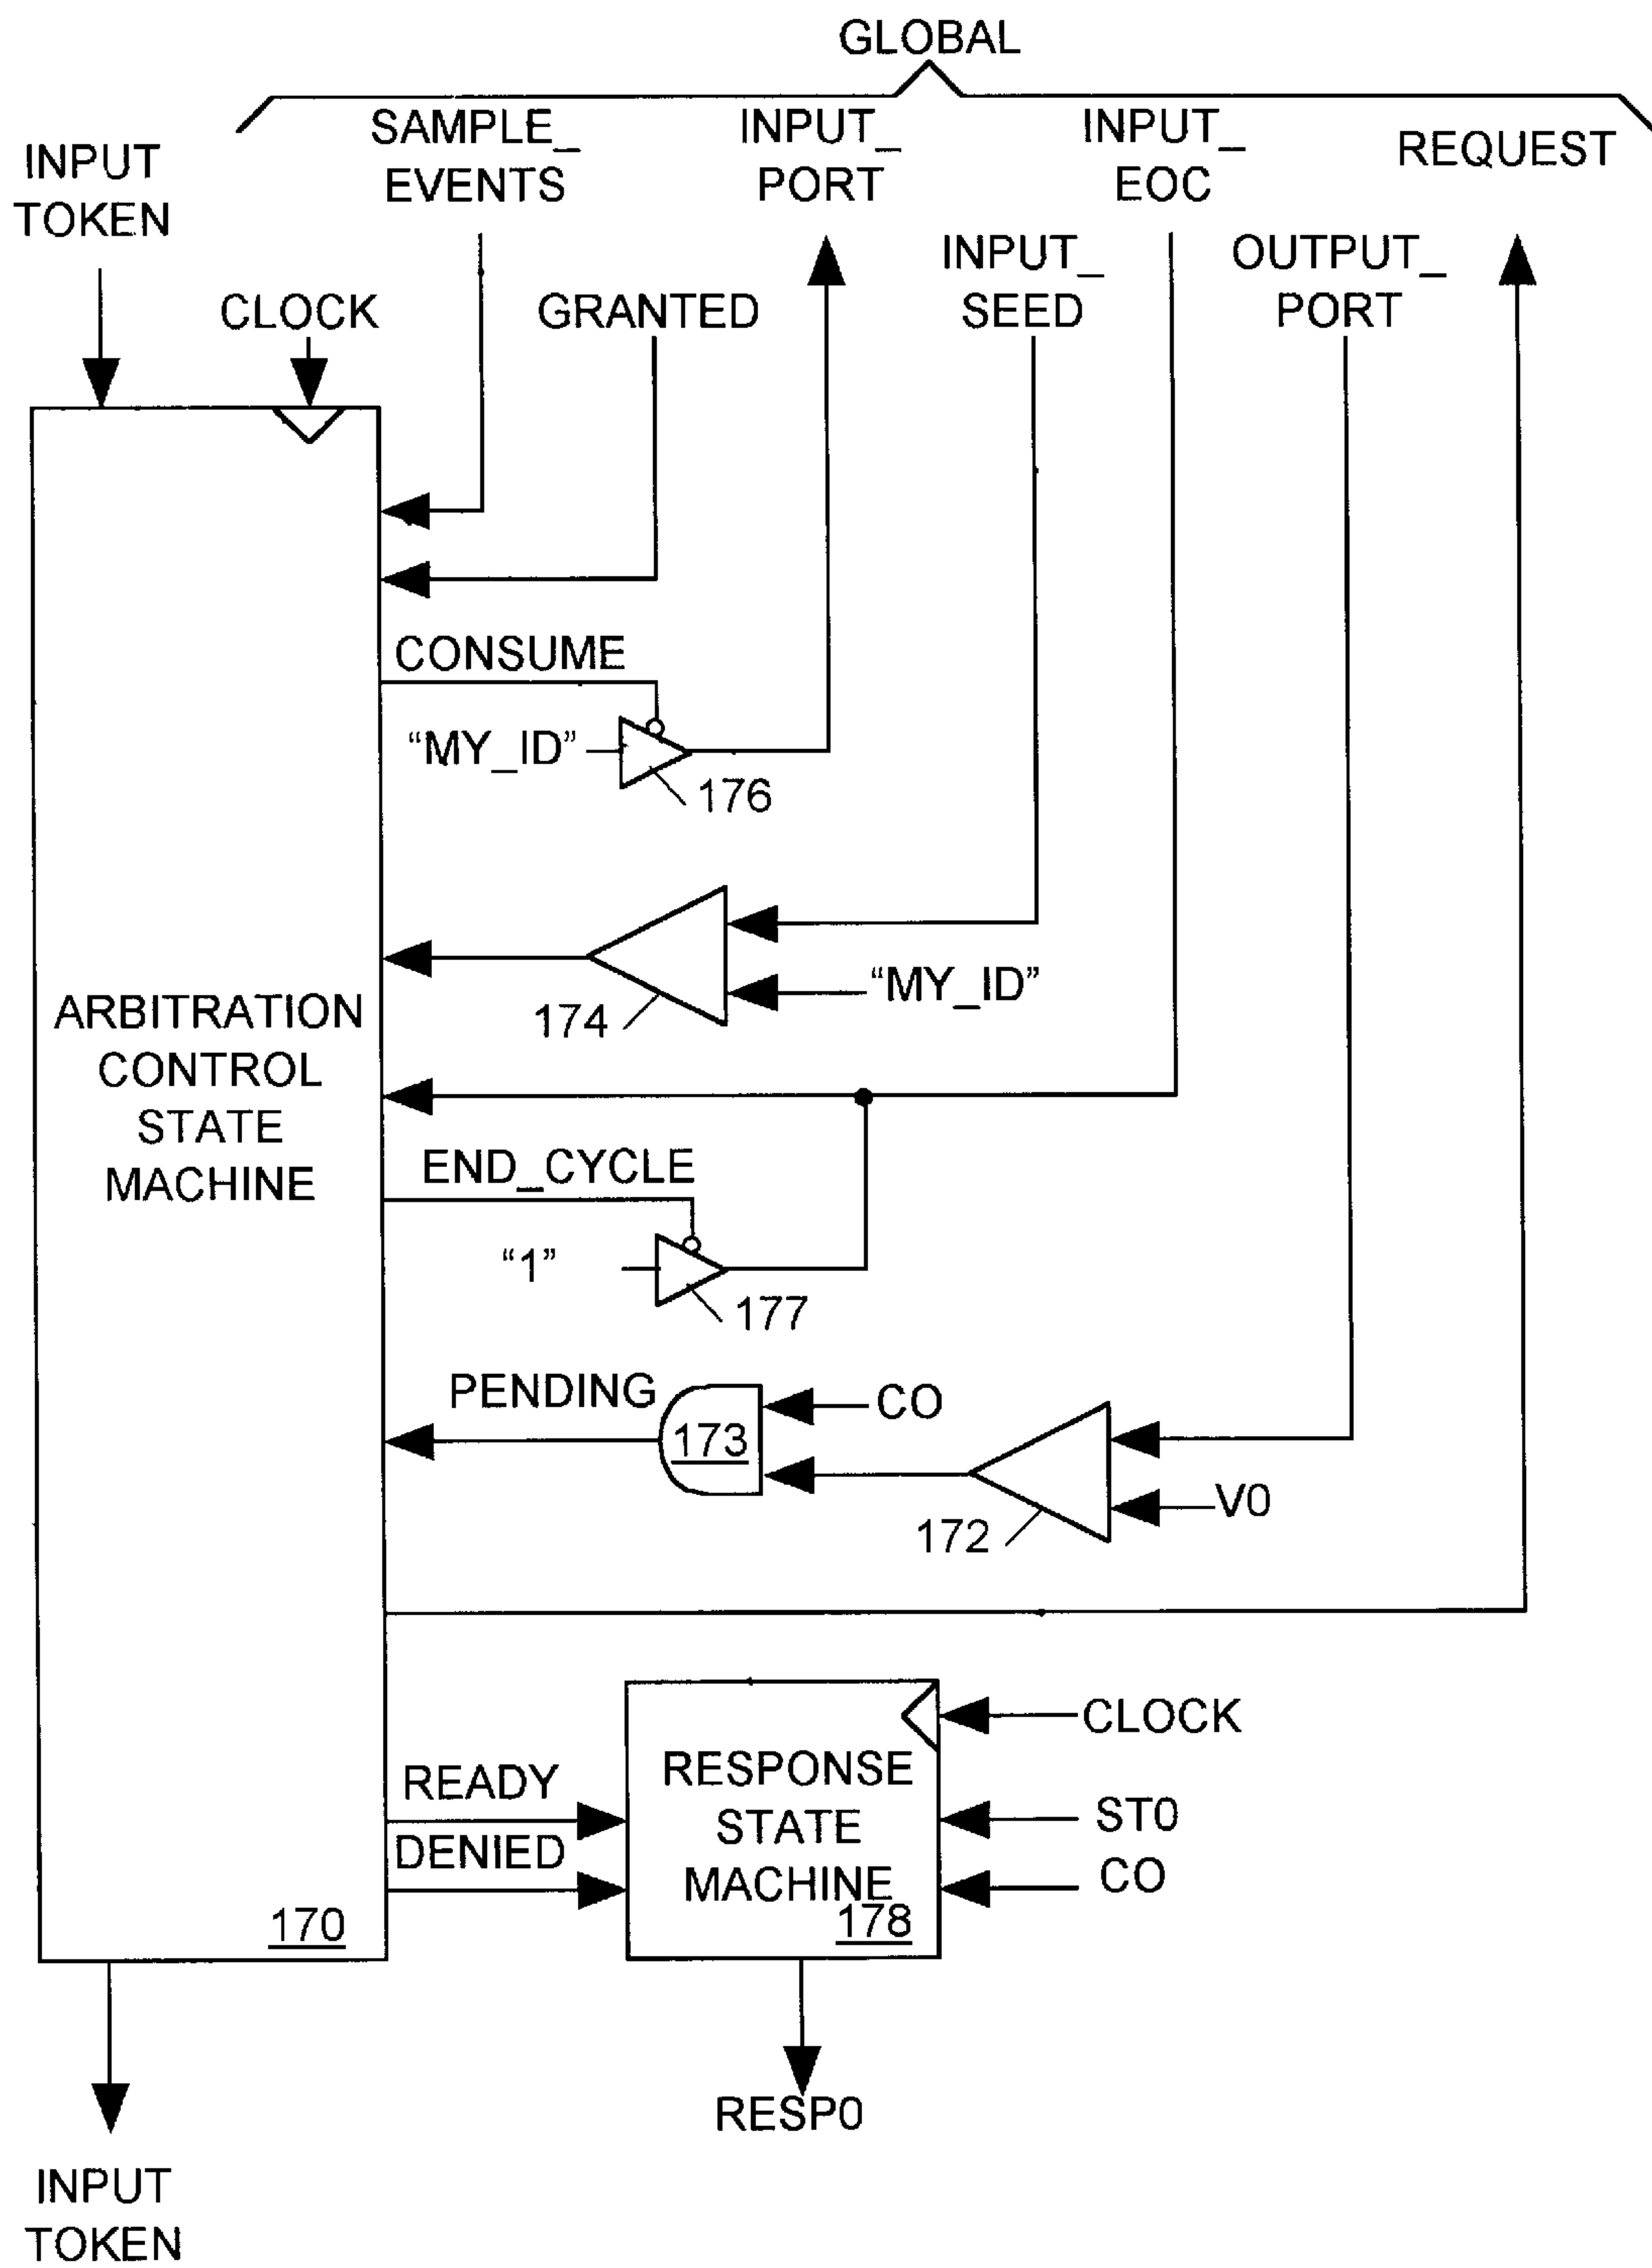 GLOBAL
INPUT
TOKEN
SAMPLE_
EVENTS
INPUT_
PORT
INPUT_
EOC
REQUEST
CLOCK
GRANTED
INPUT_
SEED
OUTPUT_
PORT
CONSUME
“MY_ID”
176
“MY_ID”
174
ARBITRATION
CONTROL
STATE
MACHINE
END_CYCLE
“1”
177
PENDING
173
CO
V0
172
READY
DENIED
RESPONSE
STATE
MACHINE
178
CLOCK
ST0
CO
170
RESP0
INPUT
TOKEN